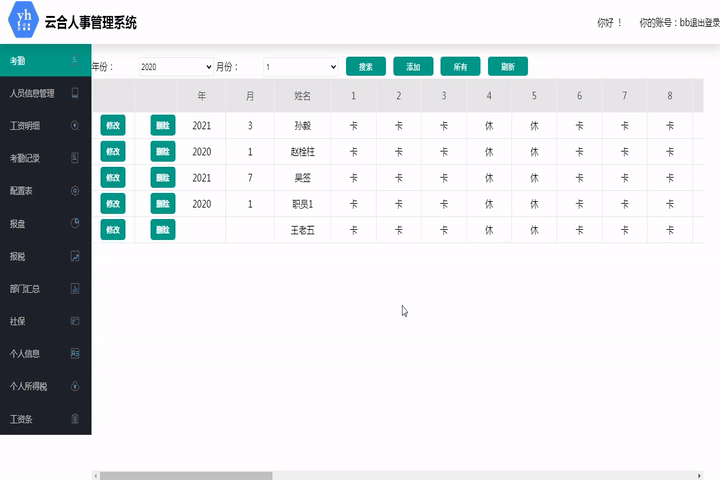 yh
云合人事管理系统
你好 ！ 你的账号：bb退出登录
考勤
人员信息管理
工资明细
考勤记录
配置表
报盘
报税
部门汇总
社保
个人信息
个人所得税
工资条
年份： 2020 月份： 1 搜索 添加 所有 刷新
年 月 姓名 1 2 3 4 5 6 7 8
修改 删除 2021 3 孙毅 卡 卡 卡 休 休 卡 卡 卡
修改 删除 2020 1 赵栓柱 卡 卡 卡 休 休 卡 卡 卡
修改 删除 2021 7 吴签 卡 卡 卡 休 休 卡 卡 卡
修改 删除 2020 1 职员1 卡 卡 卡 休 休 卡 卡 卡
修改 删除 王老五 卡 卡 卡 休 休 卡 卡 卡